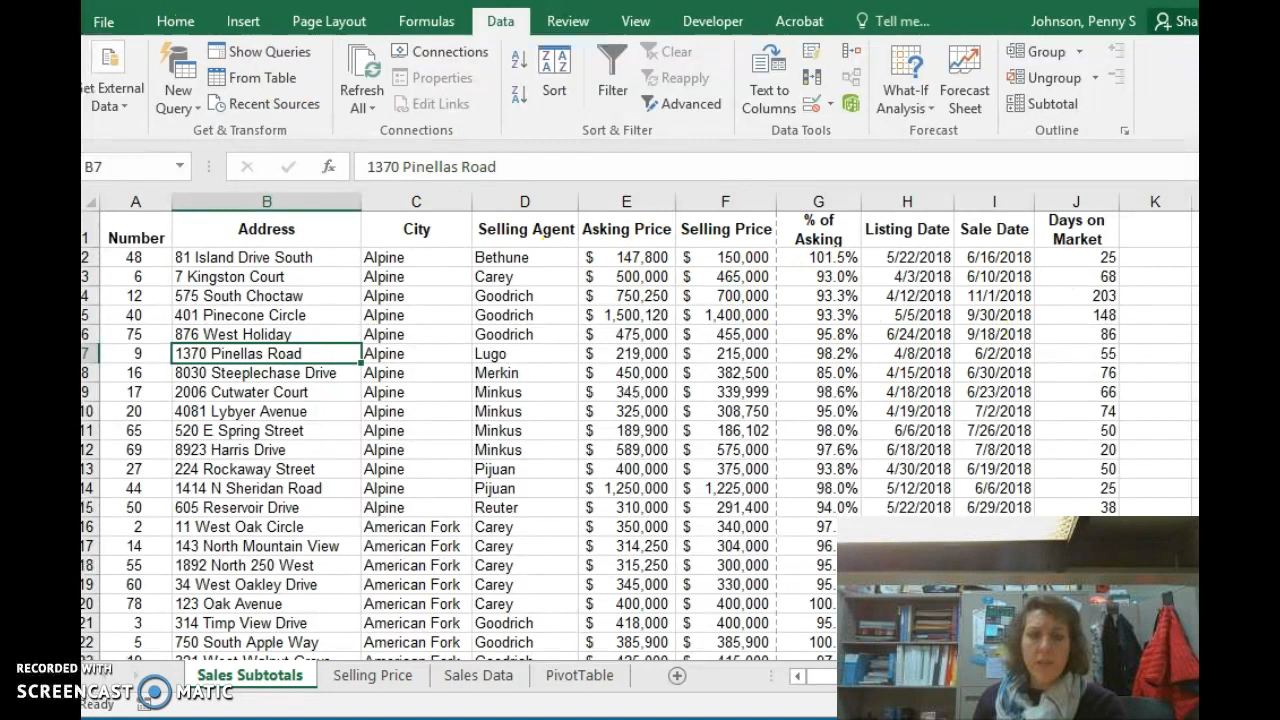 File Home Insert Page Layout Formulas Data Review View Developer Acrobat Tell me... Johnson, Penny S Sha
Get External Data
New Query
Show Queries
From Table
Recent Sources
Get & Transform
Refresh All
Connections
Properties
Edit Links
Connections
Sort
Filter
Clear
Reapply
Advanced
Sort & Filter
Text to Columns
Data Tools
What-If Analysis
Forecast Sheet
Forecast
Group
Ungroup
Subtotal
Outline
B7 fx 1370 Pinellas Road
A B C D E F G H I J K
1 Number Address City Selling Agent Asking Price Selling Price % of Asking Listing Date Sale Date Days on Market
2 48 81 Island Drive South Alpine Bethune $ 147,800 $ 150,000 101.5% 5/22/2018 6/16/2018 25
3 6 7 Kingston Court Alpine Carey $ 500,000 $ 465,000 93.0% 4/3/2018 6/10/2018 68
4 12 575 South Choctaw Alpine Goodrich $ 750,250 $ 700,000 93.3% 4/12/2018 11/1/2018 203
5 40 401 Pinecone Circle Alpine Goodrich $ 1,500,120 $ 1,400,000 93.3% 5/5/2018 9/30/2018 148
6 75 876 West Holiday Alpine Goodrich $ 475,000 $ 455,000 95.8% 6/24/2018 9/18/2018 86
7 9 1370 Pinellas Road Alpine Lugo $ 219,000 $ 215,000 98.2% 4/8/2018 6/2/2018 55
8 16 8030 Steeplechase Drive Alpine Merkin $ 450,000 $ 382,500 85.0% 4/15/2018 6/30/2018 76
9 17 2006 Cutwater Court Alpine Minkus $ 345,000 $ 339,999 98.6% 4/18/2018 6/23/2018 66
10 20 4081 Lybyer Avenue Alpine Minkus $ 325,000 $ 308,750 95.0% 4/19/2018 7/2/2018 74
11 65 520 E Spring Street Alpine Minkus $ 189,900 $ 186,102 98.0% 6/6/2018 7/26/2018 50
12 69 8923 Harris Drive Alpine Minkus $ 589,000 $ 575,000 97.6% 6/18/2018 7/8/2018 20
13 27 224 Rockaway Street Alpine Pijuan $ 400,000 $ 375,000 93.8% 4/30/2018 6/19/2018 50
14 44 1414 N Sheridan Road Alpine Pijuan $ 1,250,000 $ 1,225,000 98.0% 5/12/2018 6/6/2018 25
15 50 605 Reservoir Drive Alpine Reuter $ 310,000 $ 291,400 94.0% 5/22/2018 6/29/2018 38
16 2 11 West Oak Circle American Fork Carey $ 350,000 $ 340,000 97.
17 14 143 North Mountain View American Fork Carey $ 314,250 $ 304,000 96.
18 55 1892 North 250 West American Fork Carey $ 315,250 $ 300,000 95.
19 60 34 West Oakley Drive American Fork Carey $ 345,000 $ 330,000 95.
20 78 123 Oak Avenue American Fork Carey $ 400,000 $ 400,000 100.
21 3 314 Timp View Drive American Fork Goodrich $ 418,000 $ 400,000 95.
22 5 750 South Apple Way American Fork Goodrich $ 385,900 $ 385,900 100.
Sales Subtotals Selling Price Sales Data PivotTable
Ready
RECORDED WITH
SCREENCAST MATIC